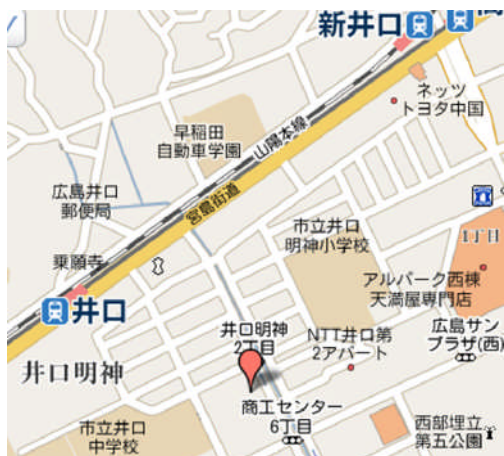 新井口
ネッツ
トヨタ中国
早稲田
自動車学園
山陽本線
広島井口
郵便局
宮島街道
市立井口
明神小学校
1丁目
乗願寺
アルパーク西棟
天満屋専門店
井口
井口明神
2丁目
NTT井口第
2アパート
広島サン
プラザ(西)
井口明神
商工センター
6丁目
市立井口
中学校
西部埋立
第五公園